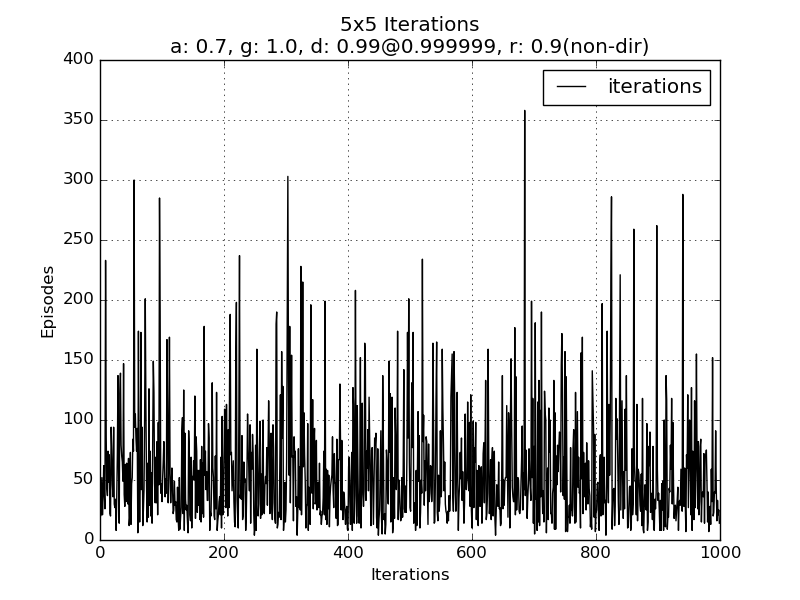 5x5 Iterations
a: 0.7, g: 1.0, d: 0.99@0.999999, r: 0.9(non-dir)
iterations
400
350
300
250
200
150
100
50
0
Episodes
0 200 400 600 800 1000
Iterations